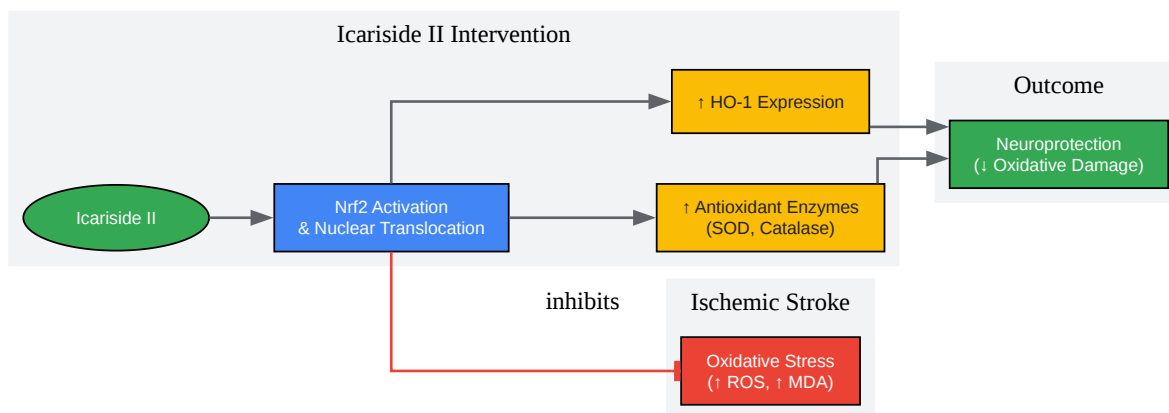 Icariside II Intervention
↑ HO-1 Expression
Outcome
Neuroprotection
(↓ Oxidative Damage)
Icariside II
Nrf2 Activation
& Nuclear Translocation
↑ Antioxidant Enzymes
(SOD, Catalase)
inhibits
Ischemic Stroke
Oxidative Stress
(↑ ROS, ↑ MDA)